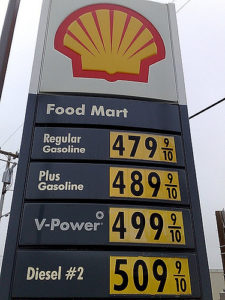 Food Mart
Regular
Gasoline
479 9/10
Plus
Gasoline
489 9/10
V-Power
499 9/10
Diesel #2
509 9/10